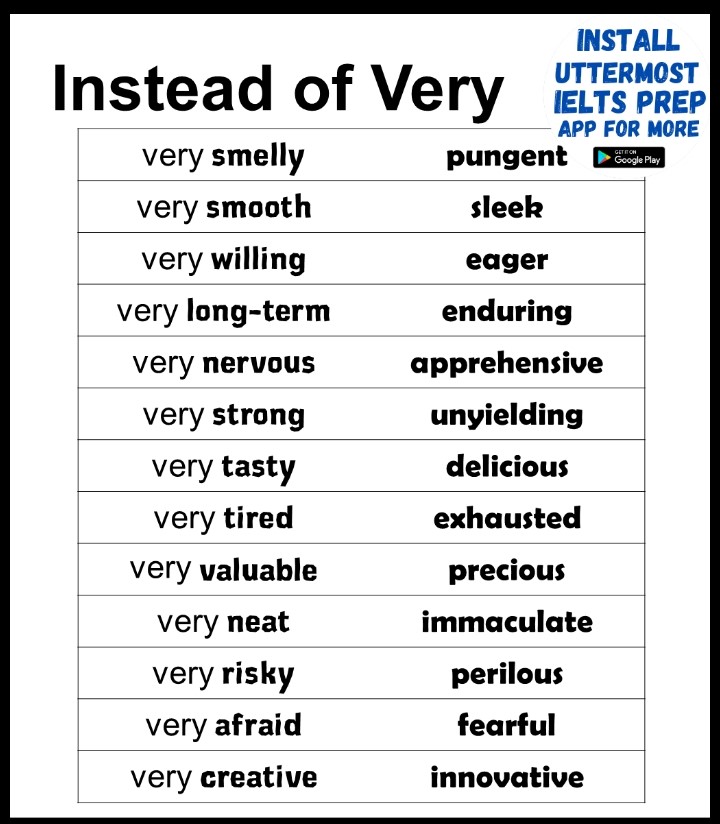 Instead of Very
INSTALL
UTTERMOST
IELTS PREP
APP FOR MORE
GET IT ON
Google Play
very smelly pungent
very smooth sleek
very willing eager
very long-term enduring
very nervous apprehensive
very strong unyielding
very tasty delicious
very tired exhausted
very valuable precious
very neat immaculate
very risky perilous
very afraid fearful
very creative innovative